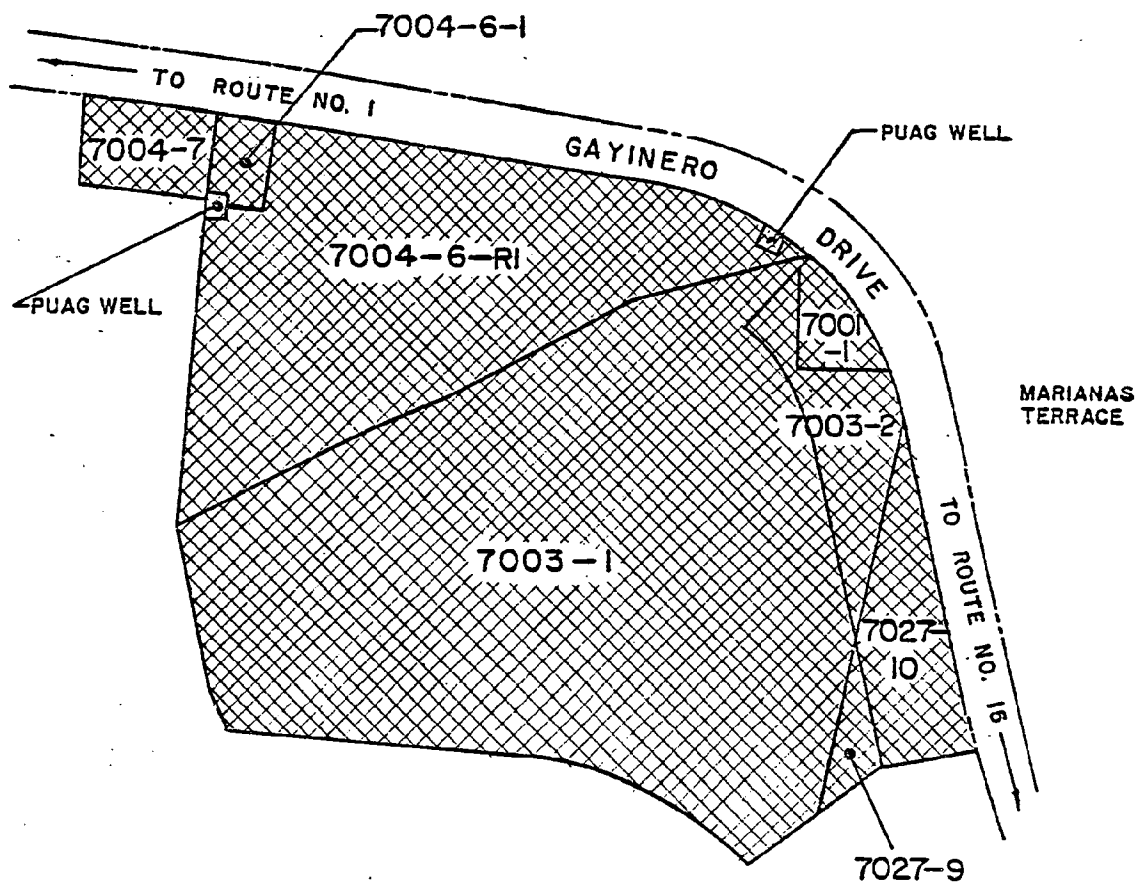 7004-6-1
TO ROUTE NO. 1
GAYINERO
DRIVE
PUAG WELL
7004-7
7004-6-R1
PUAG WELL
7001
-1
7003-2
MARIANAS
TERRACE
7003-1
TO ROUTE NO. 16
7027-
10
7027-9